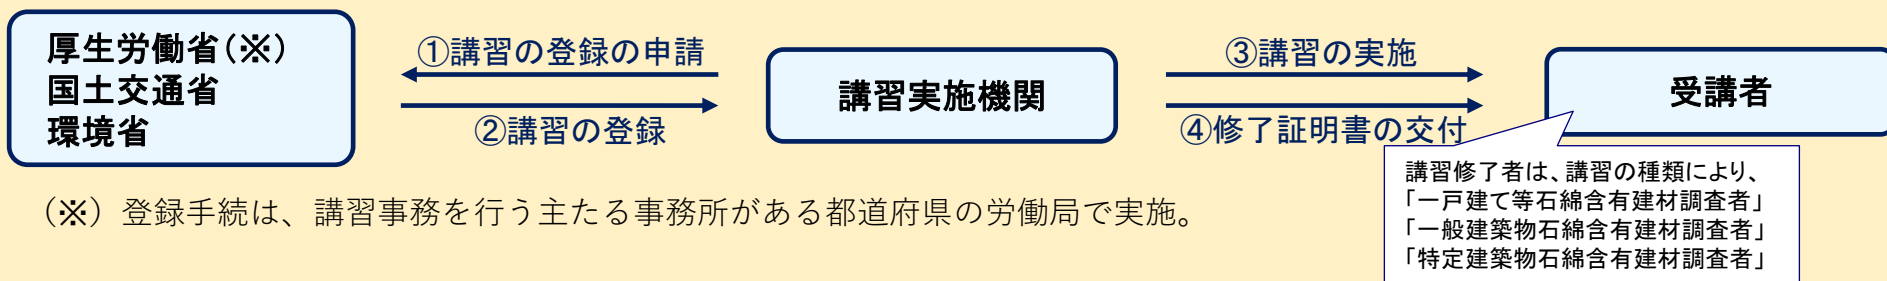 厚生労働省(※)
国土交通省
環境省
①講習の登録の申請
②講習の登録
講習実施機関
③講習の実施
④修了証明書の交付
受講者
講習修了者は、講習の種類により、
「一戸建て等石綿含有建材調査者」
「一般建築物石綿含有建材調査者」
「特定建築物石綿含有建材調査者」
（※）登録手続は、講習事務を行う主たる事務所がある都道府県の労働局で実施。